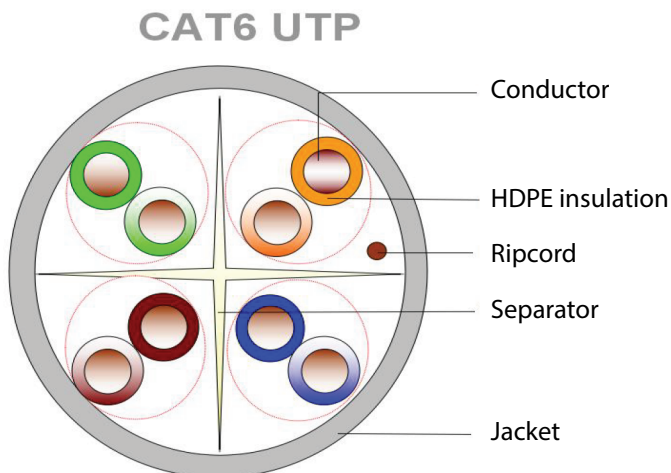 CAT6 UTP
Conductor
HDPE insulation
Ripcord
Separator
Jacket